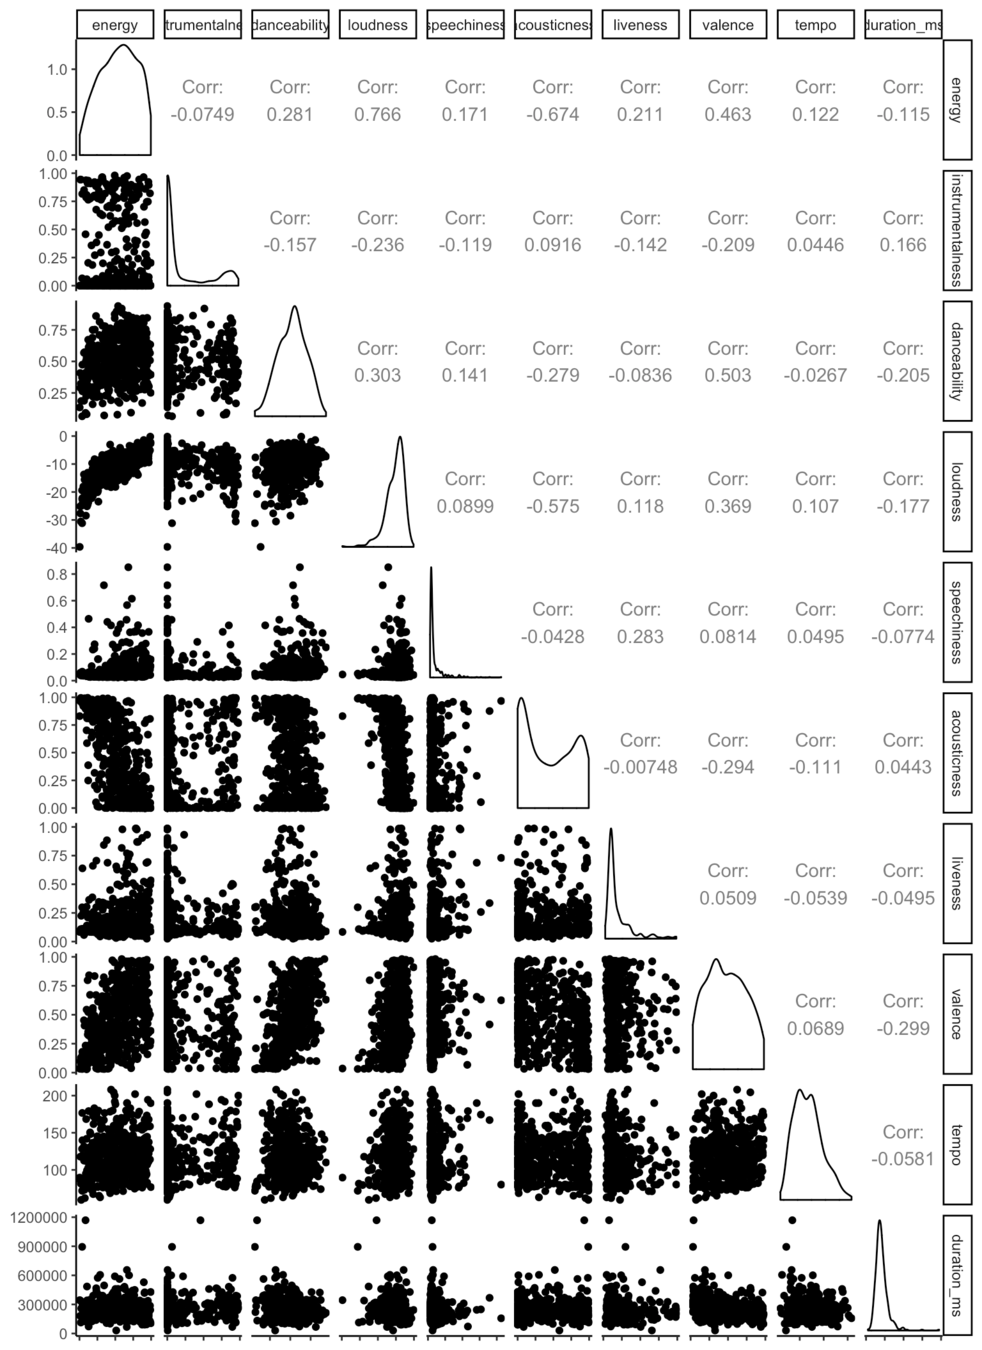 energy trumentalne danceability loudness speechiness cousticness liveness valence tempo duration_ms
1.0
0.5
0.0
Corr: Corr: Corr: Corr: Corr: Corr: Corr: Corr: Corr:
-0.0749 0.281 0.766 0.171 -0.674 0.211 0.463 0.122 -0.115
energy
1.00
0.75
0.50
0.25
0.00
Corr: Corr: Corr: Corr: Corr: Corr: Corr: Corr:
-0.157 -0.236 -0.119 0.0916 -0.142 -0.209 0.0446 0.166
instrumentalness
0.75
0.50
0.25
Corr: Corr: Corr: Corr: Corr: Corr: Corr:
0.303 0.141 -0.279 -0.0836 0.503 -0.0267 -0.205
danceability
0
-10
-20
-30
-40
Corr: Corr: Corr: Corr: Corr: Corr:
0.0899 -0.575 0.118 0.369 0.107 -0.177
loudness
0.8
0.6
0.4
0.2
0.0
Corr: Corr: Corr: Corr: Corr:
-0.0428 0.283 0.0814 0.0495 -0.0774
speechiness
1.00
0.75
0.50
0.25
0.00
Corr: Corr: Corr: Corr:
-0.00748 -0.294 -0.111 0.0443
acousticness
1.00
0.75
0.50
0.25
0.00
Corr: Corr: Corr:
0.0509 -0.0539 -0.0495
liveness
1.00
0.75
0.50
0.25
0.00
Corr: Corr:
0.0689 -0.299
valence
200
150
100
Corr:
-0.0581
tempo
1200000
900000
600000
300000
0
duration_ms